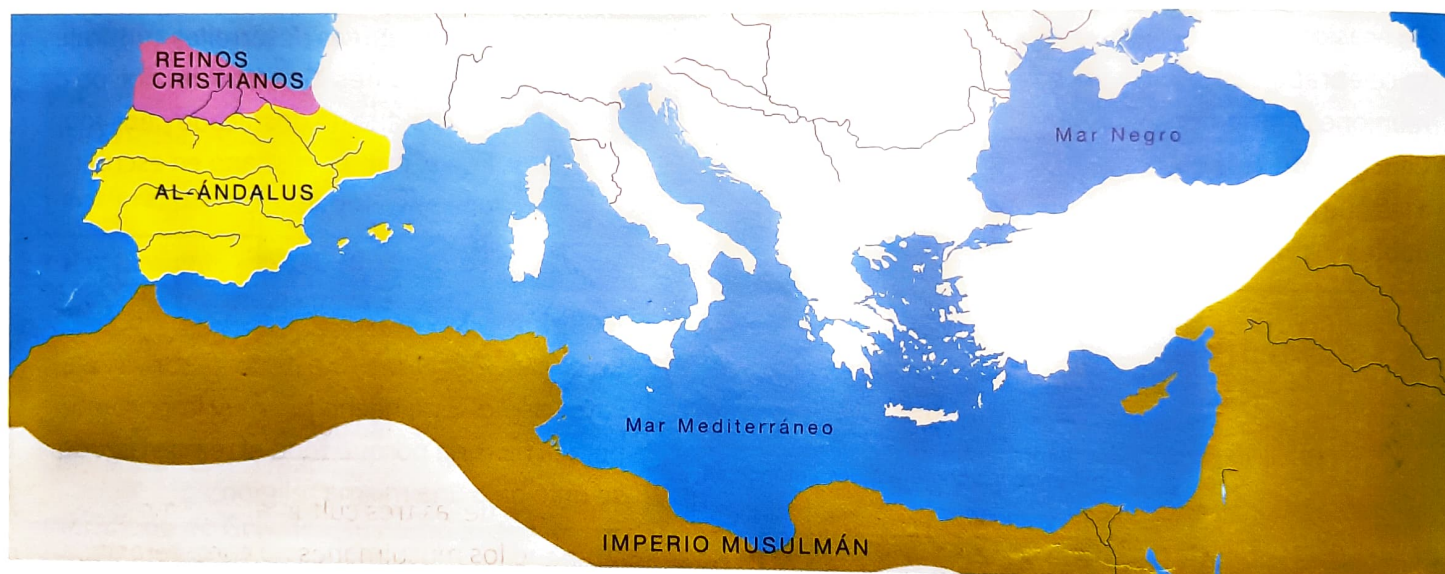 REINOS
CRISTIANOS
AL-ÁNDALUS
Mar Negro
Mar Mediterráneo
IMPERIO MUSULMÁN